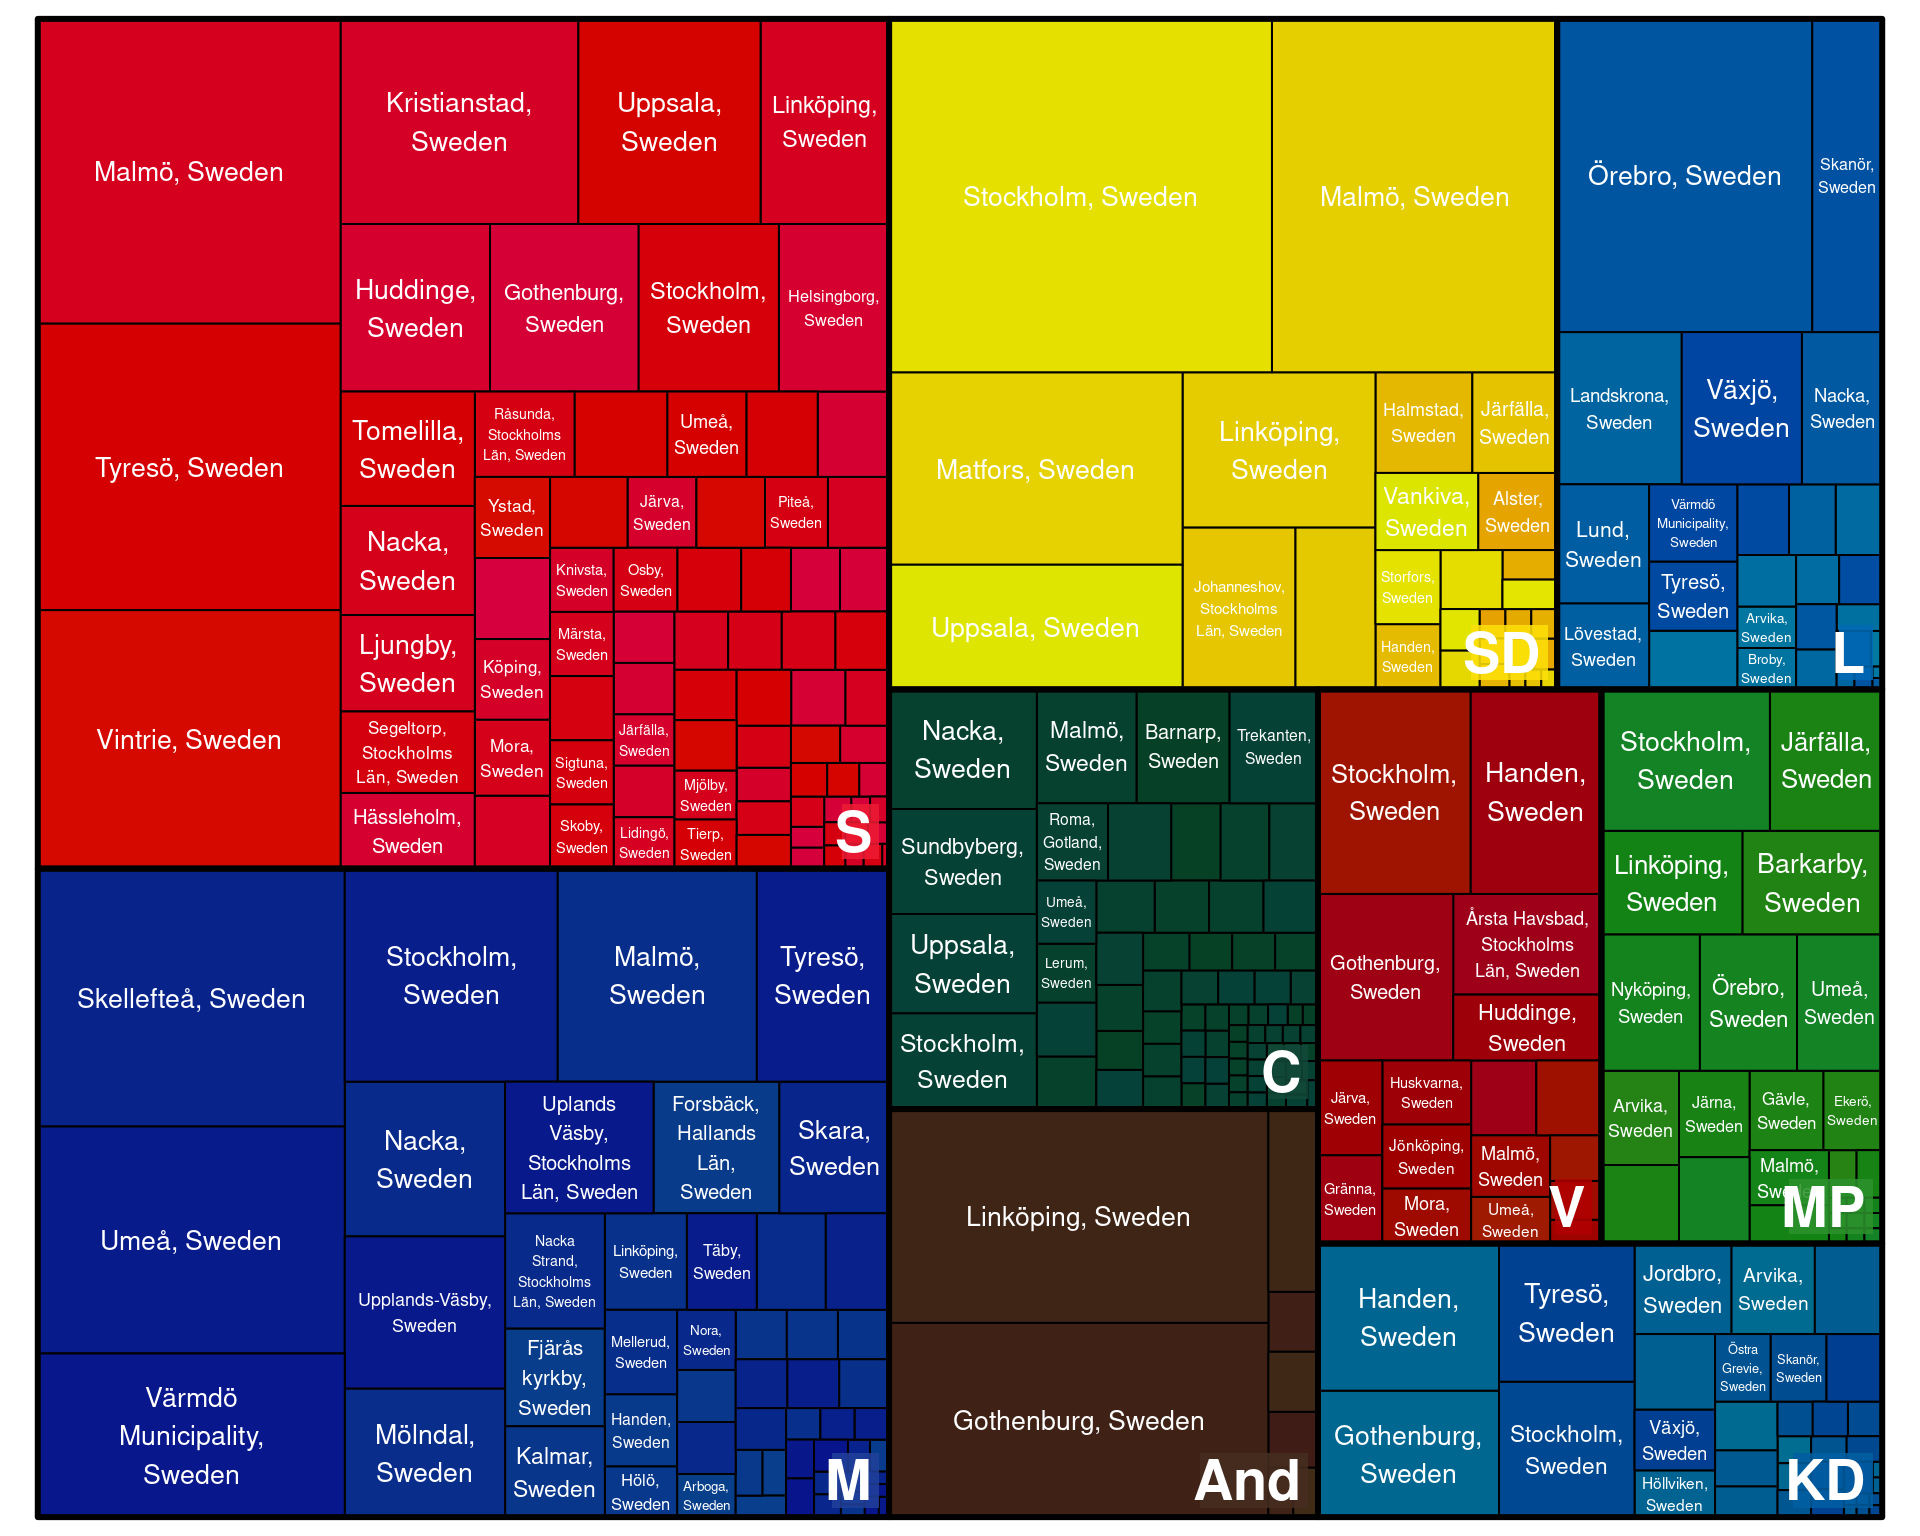 Malmö, Sweden
Tyresö, Sweden
Vintrie, Sweden
Kristianstad,
Sweden
Uppsala,
Sweden
Linköping,
Sweden
Huddinge,
Sweden
Gothenburg,
Sweden
Stockholm,
Sweden
Helsingborg,
Sweden
Tomelilla,
Sweden
Nacka,
Sweden
Ljungby,
Sweden
Segeltorp,
Stockholms
Län, Sweden
Hässleholm,
Sweden
Råsunda,
Stockholms
Län, Sweden
Umeå,
Sweden
Ystad,
Sweden
Järva,
Sweden
Piteå,
Sweden
Köping,
Sweden
Mora,
Sweden
Knivsta,
Sweden
Osby,
Sweden
Märsta,
Sweden
Sigtuna,
Sweden
Skoby,
Sweden
Järfälla,
Sweden
Lidingö,
Sweden
Mjölby,
Sweden
Tierp,
Sweden
S
Skellefteå, Sweden
Umeå, Sweden
Värmdö
Municipality,
Sweden
Stockholm,
Sweden
Malmö,
Sweden
Tyresö,
Sweden
Nacka,
Sweden
Upplands-Väsby,
Sweden
Mölndal,
Sweden
Uplands
Väsby,
Stockholms
Län, Sweden
Forsbäck,
Hallands
Län,
Sweden
Skara,
Sweden
Nacka
Strand,
Stockholms
Län, Sweden
Fjärås
kyrkby,
Sweden
Kalmar,
Sweden
Linköping,
Sweden
Täby,
Sweden
Mellerud,
Sweden
Handen,
Sweden
Hölö,
Sweden
Nora,
Sweden
Arboga,
Sweden
M
Stockholm, Sweden
Malmö, Sweden
Matfors, Sweden
Uppsala, Sweden
Linköping,
Sweden
Johanneshov,
Stockholms
Län, Sweden
Halmstad,
Sweden
Järfälla,
Sweden
Vankiva,
Sweden
Alster,
Sweden
Storfors,
Sweden
Handen,
Sweden
SD
Örebro, Sweden
Skanör,
Sweden
Landskrona,
Sweden
Växjö,
Sweden
Nacka,
Sweden
Lund,
Sweden
Lövestad,
Sweden
Värmdö
Municipality,
Sweden
Tyresö,
Sweden
Arvika,
Sweden
Broby,
Sweden
L
Nacka,
Sweden
Sundbyberg,
Sweden
Uppsala,
Sweden
Stockholm,
Sweden
Malmö,
Sweden
Barnarp,
Sweden
Trekanten,
Sweden
Roma,
Gotland,
Sweden
Umeå,
Sweden
Lerum,
Sweden
C
Linköping, Sweden
Gothenburg, Sweden
And
Stockholm,
Sweden
Handen,
Sweden
Gothenburg,
Sweden
Årsta Havsbad,
Stockholms
Län, Sweden
Huddinge,
Sweden
Järva,
Sweden
Gränna,
Sweden
Huskvarna,
Sweden
Jönköping,
Sweden
Mora,
Sweden
Malmö,
Sweden
Umeå,
Sweden
V
Stockholm,
Sweden
Järfälla,
Sweden
Linköping,
Sweden
Barkarby,
Sweden
Nyköping,
Sweden
Örebro,
Sweden
Umeå,
Sweden
Arvika,
Sweden
Järna,
Sweden
Gävle,
Sweden
Ekerö,
Sweden
Malmö,
Sweden
MP
Handen,
Sweden
Gothenburg,
Sweden
Tyresö,
Sweden
Stockholm,
Sweden
Jordbro,
Sweden
Arvika,
Sweden
Östra
Grevie,
Sweden
Skanör,
Sweden
Växjö,
Sweden
Höllviken,
Sweden
KD